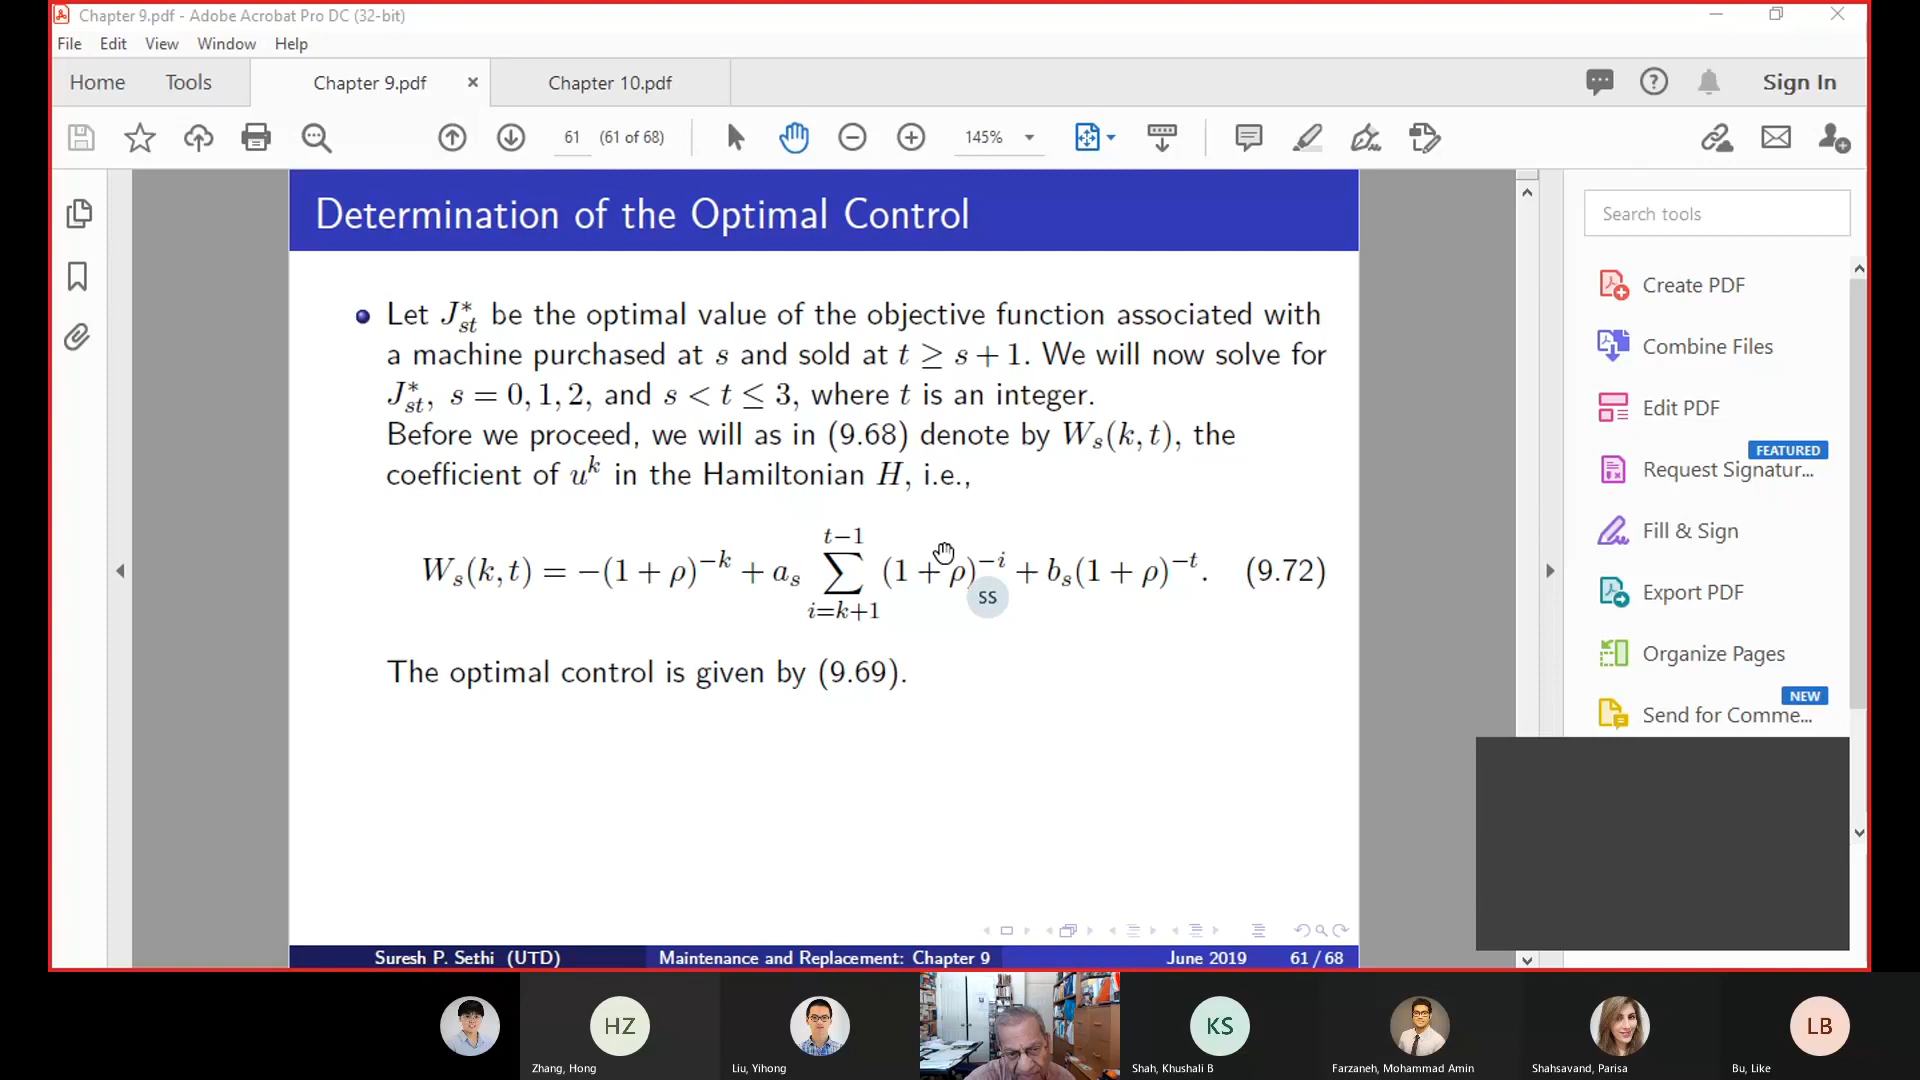 Chapter 9.pdf - Adobe Acrobat Pro DC (32-bit)
File Edit View Window Help
Home Tools Chapter 9.pdf × Chapter 10.pdf Sign In
61 (61 of 68) 145%
Search tools
Determination of the Optimal Control
Let J*_{st} be the optimal value of the objective function associated with
a machine purchased at s and sold at t ≥ s + 1. We will now solve for
J*_{st}, s = 0, 1, 2, and s < t ≤ 3, where t is an integer.
Before we proceed, we will as in (9.68) denote by W_s(k, t), the
coefficient of u^k in the Hamiltonian H, i.e.,
W_s(k, t) = −(1 + ρ)^{−k} + a_s ∑_{i=k+1}^{t−1} (1 + ρ)^{−i} + b_s(1 + ρ)^{−t}. (9.72)
SS
The optimal control is given by (9.69).
Suresh P. Sethi (UTD) Maintenance and Replacement: Chapter 9 June 2019 61 / 68
Create PDF
Combine Files
Edit PDF
FEATURED
Request Signatur...
Fill & Sign
Export PDF
Organize Pages
NEW
Send for Comme...
HZ KS LB
Zhang, Hong Liu, Yihong Shah, Khushali B Farzaneh, Mohammad Amin Shahsavand, Parisa Bu, Like